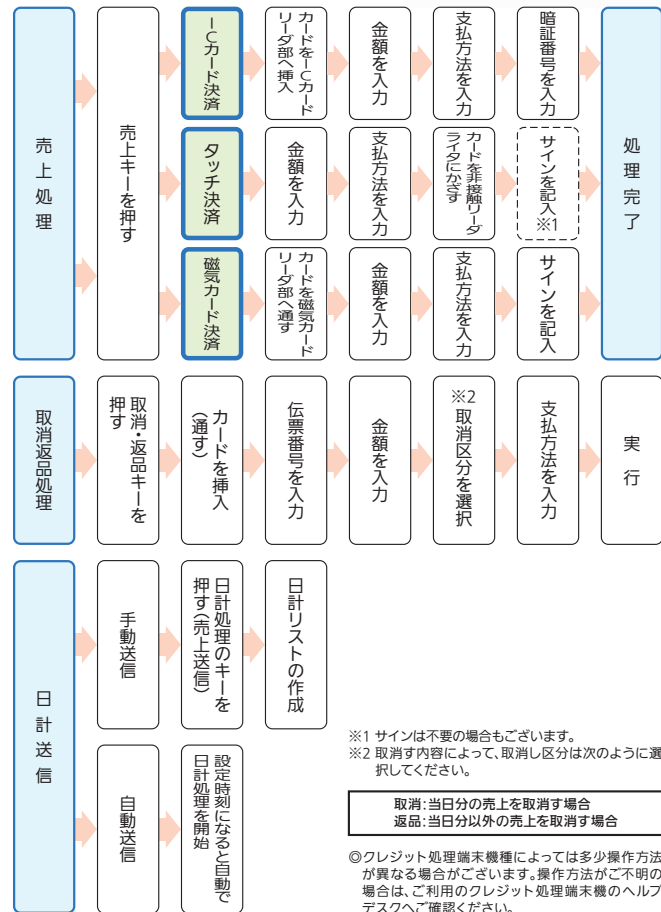 売上処理
売上キーを押す
ICカード決済
カードをICカード
リーダ部へ挿入
金額を入力
支払方法を入力
暗証番号を入力
タッチ決済
金額を入力
支払方法を入力
カードを非接触リーダ
ライタにかざす
サインを記入
※1
磁気カード決済
カードを磁気カード
リーダ部へ通す
金額を入力
支払方法を入力
サインを記入
処理完了
取消返品処理
取消・返品キーを
押す
カードを挿入
(通す)
伝票番号を入力
金額を入力
※2
取消区分を選択
支払方法を入力
実行
日計送信
手動送信
日計処理のキーを
押す(売上送信)
日計リストの作成
自動送信
設定時刻になると自動で
日計処理を開始
※1 サインは不要の場合もございます。
※2 取消す内容によって、取消し区分は次のように選
択してください。
取消:当日分の売上を取消す場合
返品:当日分以外の売上を取消す場合
◎クレジット処理端末機種によっては多少操作方法
が異なる場合がございます。操作方法がご不明の
場合は、ご利用のクレジット処理端末機のヘルプ
デスクへご確認ください。